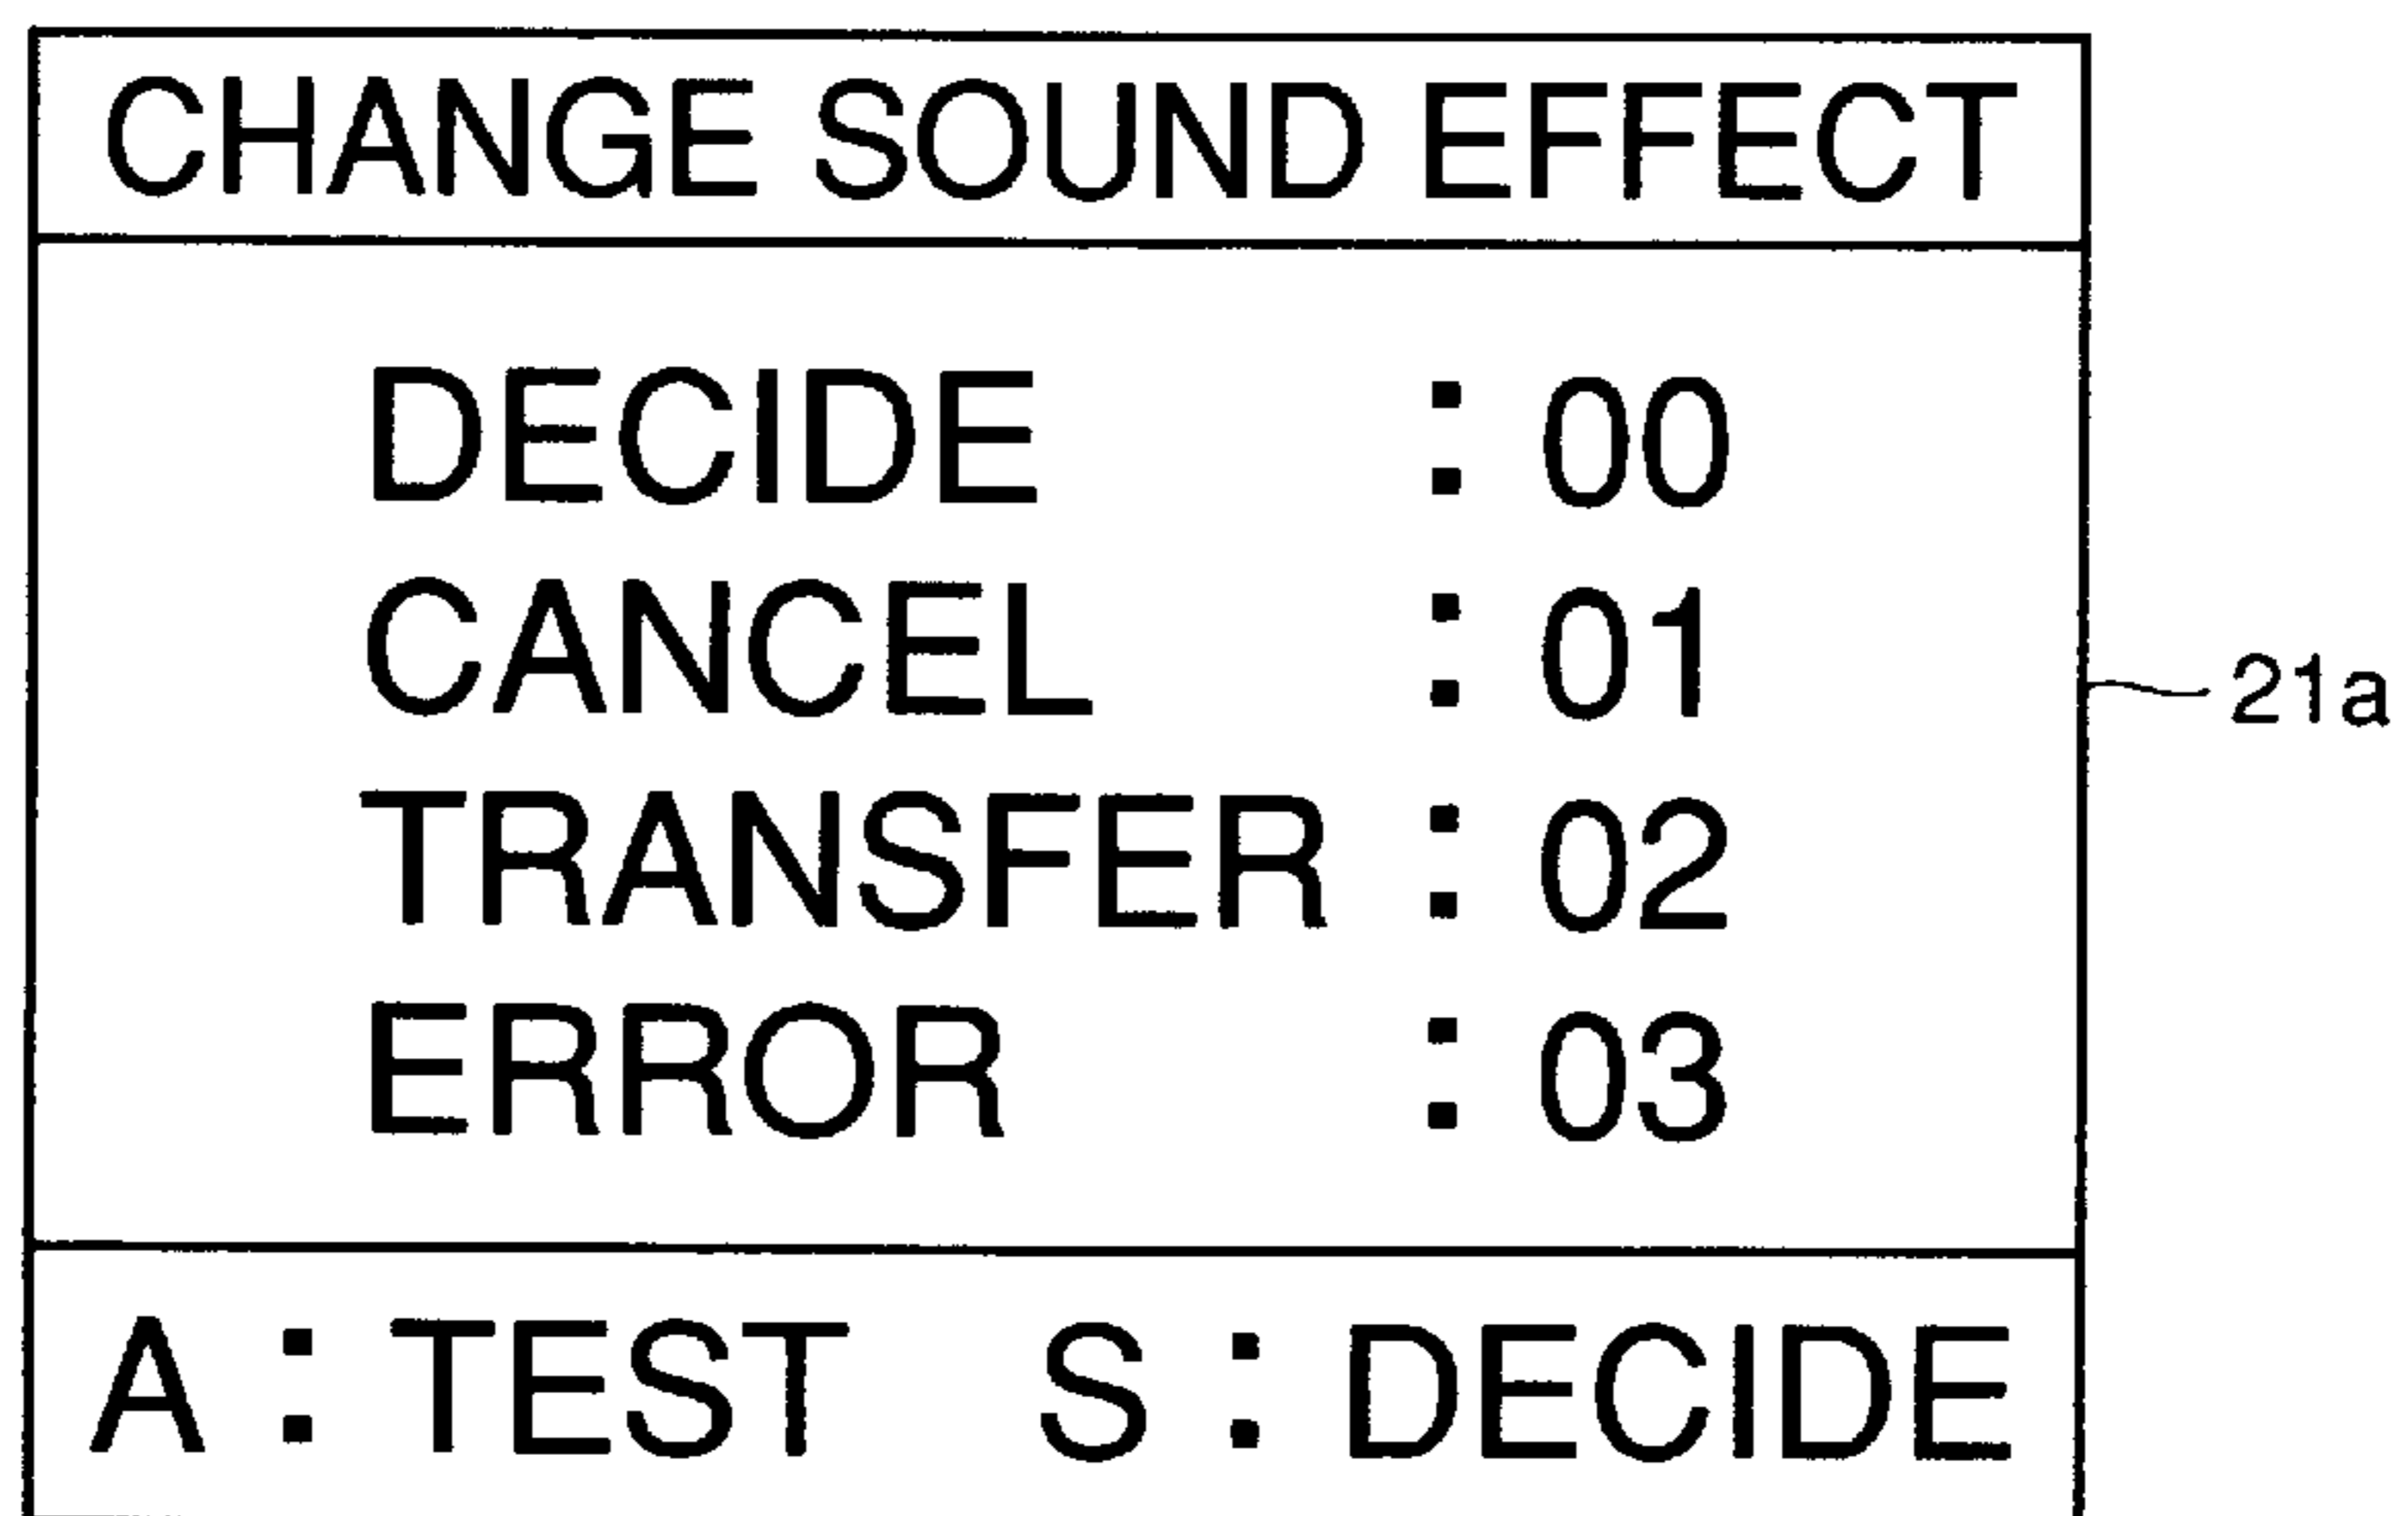 CHANGE SOUND EFFECT
DECIDE : 00
CANCEL : 01
21a
TRANSFER : 02
ERROR : 03
A : TEST S : DECIDE